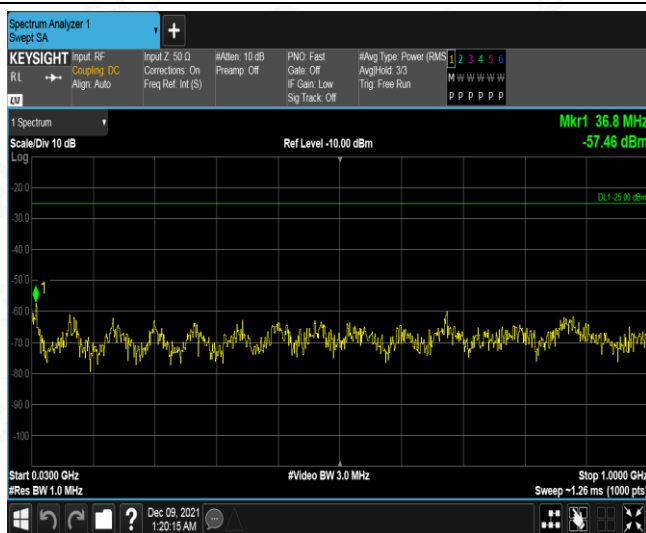 Spectrum Analyzer 1
Swept SA
+
KEYSIGHT
RL
Input: RF
Coupling: DC
Align: Auto
Input Z: 50 Ω
Corrections: On
Freq Ref: Int (S)
#Atten: 10 dB
Preamp: Off
PNO: Fast
Gate: Off
IF Gain: Low
Sig Track: Off
#Avg Type: Power (RMS
Avg|Hold: 3/3
Trig: Free Run
1 2 3 4 5 6
M W W W W W
P P P P P P
LXI
1 Spectrum
Mkr1 36.8 MHz
Scale/Div 10 dB
Ref Level -10.00 dBm
-57.46 dBm
Log
-20.0
DL1 -25.00 dBm
-30.0
-40.0
-50.0
1
-60.0
-70.0
-80.0
-90.0
-100
Start 0.0300 GHz
#Video BW 3.0 MHz
Stop 1.0000 GHz
#Res BW 1.0 MHz
Sweep ~1.26 ms (1000 pts)
?
Dec 09, 2021
1:20:15 AM